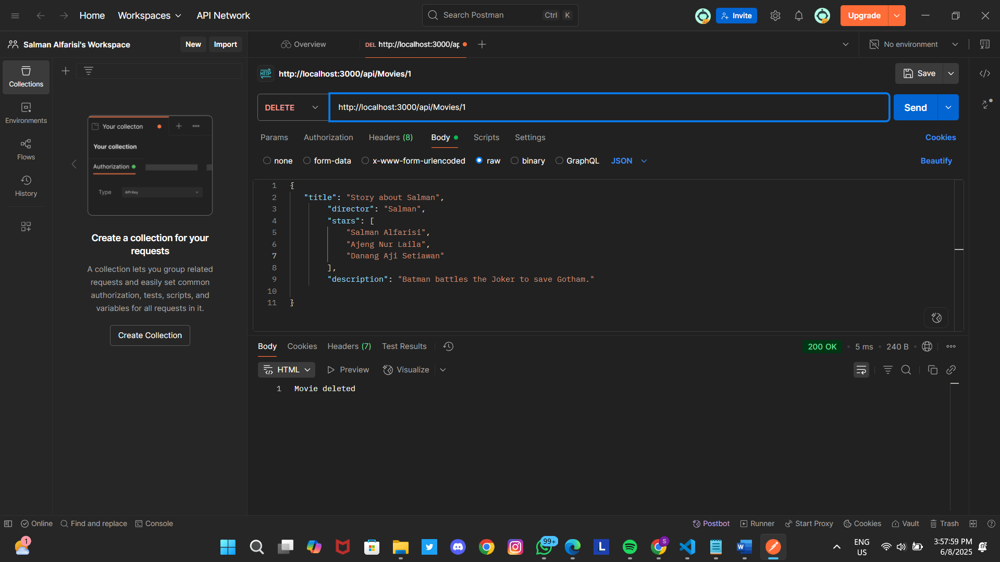 Home
Workspaces
API Network
Search Postman
Ctrl
K
Invite
Upgrade
Salman Alfarisi's Workspace
New
Import
Overview
DEL http://localhost:3000/ap
No environment
Collections
Environments
Flows
History
Your collecton
Your collection
Authorization
Type
API Key
Create a collection for your
requests
A collection lets you group related
requests and easily set common
authorization, tests, scripts, and
variables for all requests in it.
Create Collection
HTTP
http://localhost:3000/api/Movies/1
Save
DELETE
http://localhost:3000/api/Movies/1
Send
Params
Authorization
Headers (8)
Body
Scripts
Settings
Cookies
none
form-data
x-www-form-urlencoded
raw
binary
GraphQL
JSON
Beautify
1 {
2 "title": "Story about Salman",
3 "director": "Salman",
4 "stars": [
5 "Salman Alfarisi",
6 "Ajeng Nur Laila",
7 "Danang Aji Setiawan"
8 ],
9 "description": "Batman battles the Joker to save Gotham."
10
11 }
Body
Cookies
Headers (7)
Test Results
200 OK
5 ms
240 B
HTML
Preview
Visualize
1 Movie deleted
Online
Find and replace
Console
Postbot
Runner
Start Proxy
Cookies
Vault
Trash
1
99+
L
S
W
ENG
US
3:57:59 PM
6/8/2025